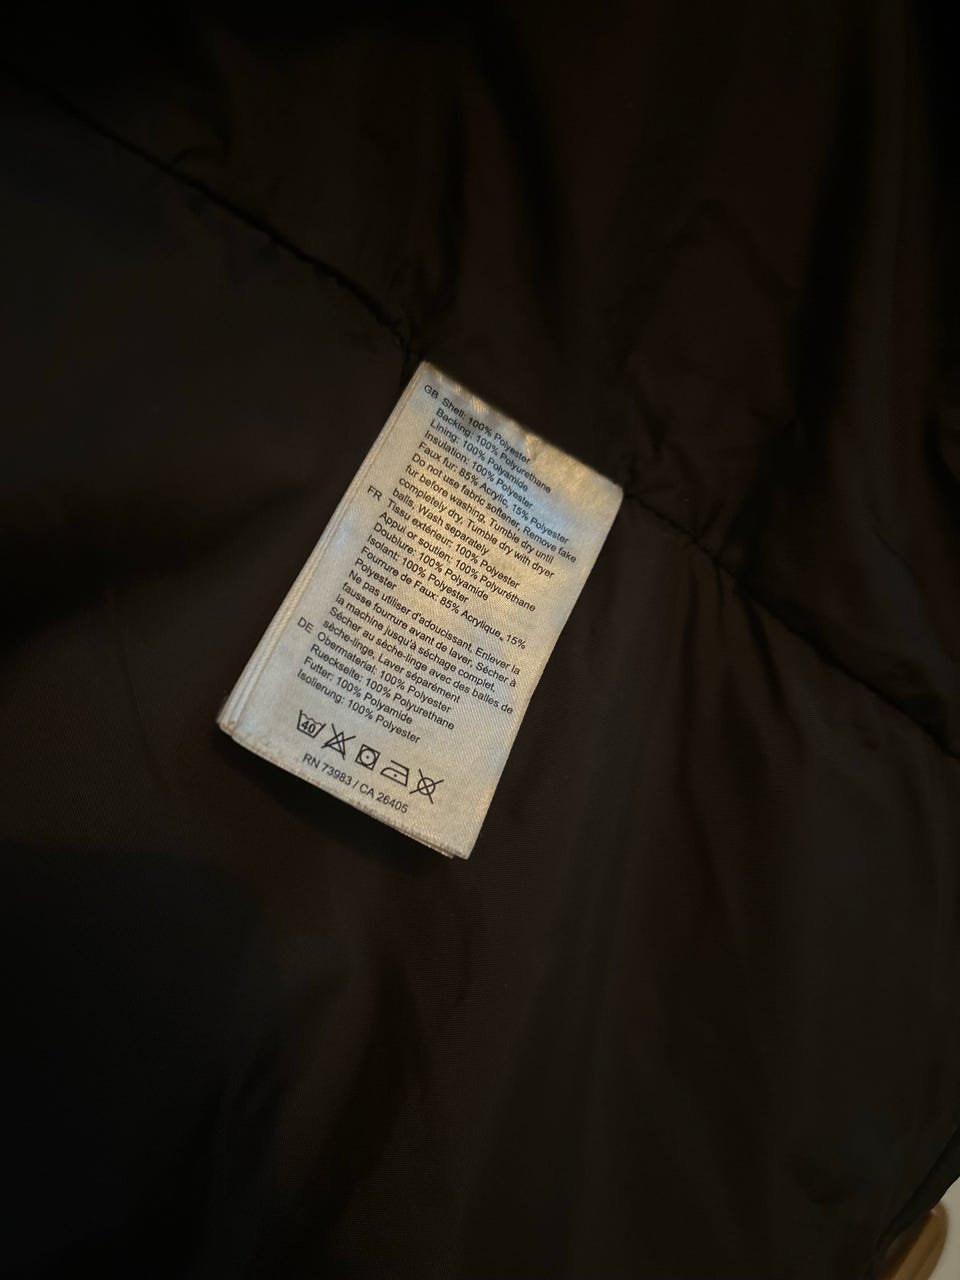 GB Shell: 100% Polyester
Backing: 100% Polyurethane
Lining: 100% Polyamide
Insulation: 100% Polyester
Faux fur: 85% Acrylic, 15% Polyester
Do not use fabric softener, Remove fake
fur before washing, Tumble dry until
completely dry, Tumble dry with dryer
balls, Wash separately
FR Tissu extérieur: 100% Polyester
Appui or soutien: 100% Polyuréthane
Doublure: 100% Polyamide
Isolant: 100% Polyester
Fourrure de Faux: 85% Acrylique, 15%
Polyester
Ne pas utiliser d'adoucissant, Enlever la
fausse fourrure avant de laver, Sécher à
la machine jusqu'à séchage complet,
Sécher au sèche-linge avec des balles de
sèche-linge, Laver séparément
DE Obermaterial: 100% Polyester
Rueckseite: 100% Polyurethane
Futter: 100% Polyamide
Isolierung: 100% Polyester
40
RN 73983 / CA 26405